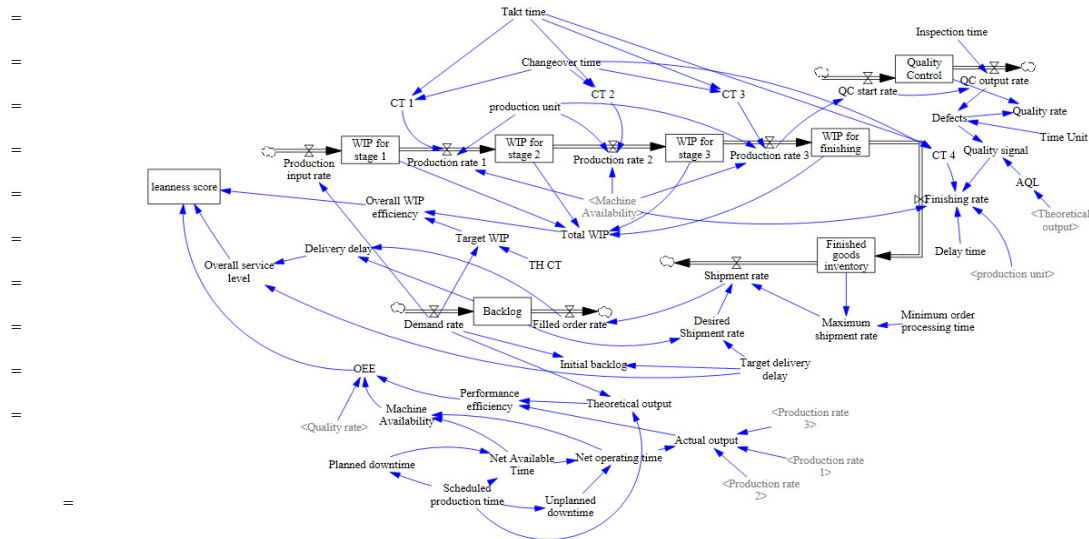 =
Takt time
=
Inspection time
Changeover time
Quality
Control
QC output rate
QC start rate
=
CT 1
CT 2
CT 3
production unit
Defects
Quality rate
Time Unit
=
WIP for
stage 1
WIP for
stage 2
WIP for
stage 3
WIP for
finishing
Production
input rate
Production rate 1
Production rate 2
Production rate 3
CT 4
Quality signal
AQL
=
leanness score
Overall WIP
efficiency
<Machine
Availability>
Finishing rate
<Theoretical
output>
=
Total WIP
Target WIP
TH CT
Delivery delay
Overall service
level
Finished
goods
inventory
Delay time
<production unit>
=
Shipment rate
Backlog
Demand rate
Filled order rate
Desired
Shipment rate
Maximum
shipment rate
Minimum order
processing time
=
Initial backlog
Target delivery
delay
=
OEE
Performance
efficiency
Theoretical output
=
Machine
Availability
<Quality rate>
<Production rate
3>
Actual output
Planned downtime
Net Available
Time
Net operating time
<Production rate
1>
<Production rate
2>
Scheduled
production time
Unplanned
downtime
=